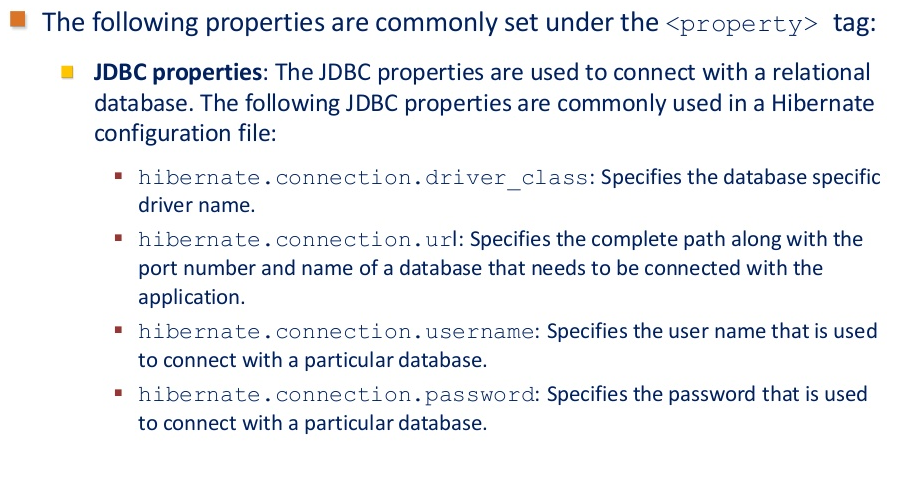 The following properties are commonly set under the <property> tag:
JDBC properties: The JDBC properties are used to connect with a relational
database. The following JDBC properties are commonly used in a Hibernate
configuration file:
hibernate.connection.driver_class: Specifies the database specific
driver name.
hibernate.connection.url: Specifies the complete path along with the
port number and name of a database that needs to be connected with the
application.
hibernate.connection.username: Specifies the user name that is used
to connect with a particular database.
hibernate.connection.password: Specifies the password that is used
to connect with a particular database.